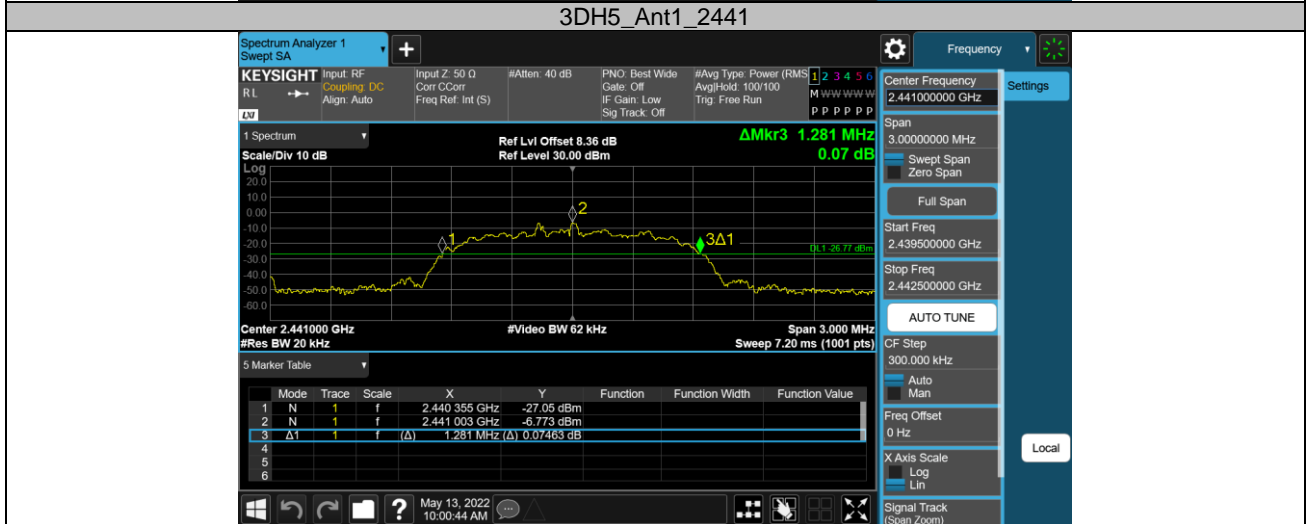 3DH5_Ant1_2441
Spectrum Analyzer 1
Swept SA
Frequency
KEYSIGHT
RL
LXI
Input: RF
Coupling: DC
Align: Auto
Input Z: 50 Ω
Corr CCorr
Freq Ref: Int (S)
#Atten: 40 dB
PNO: Best Wide
Gate: Off
IF Gain: Low
Sig Track: Off
#Avg Type: Power (RMS
Avg|Hold: 100/100
Trig: Free Run
1 2 3 4 5 6
M W W W W W
P P P P P P
1 Spectrum
Scale/Div 10 dB
Ref Lvl Offset 8.36 dB
Ref Level 30.00 dBm
ΔMkr3 1.281 MHz
0.07 dB
Log
20.0
10.0
0.00
-10.0
-20.0
-30.0
-40.0
-50.0
-60.0
1
2
3Δ1
DL1 -26.77 dBm
Center 2.441000 GHz
#Video BW 62 kHz
Span 3.000 MHz
#Res BW 20 kHz
Sweep 7.20 ms (1001 pts)
5 Marker Table
Mode Trace Scale X Y Function Function Width Function Value
1 N 1 f 2.440 355 GHz -27.05 dBm
2 N 1 f 2.441 003 GHz -6.773 dBm
3 Δ1 1 f (Δ) 1.281 MHz (Δ) 0.07463 dB
4
5
6
?
May 13, 2022
10:00:44 AM
Center Frequency
2.441000000 GHz
Settings
Span
3.00000000 MHz
Swept Span
Zero Span
Full Span
Start Freq
2.439500000 GHz
Stop Freq
2.442500000 GHz
AUTO TUNE
CF Step
300.000 kHz
Auto
Man
Freq Offset
0 Hz
Local
X Axis Scale
Log
Lin
Signal Track
(Span Zoom)